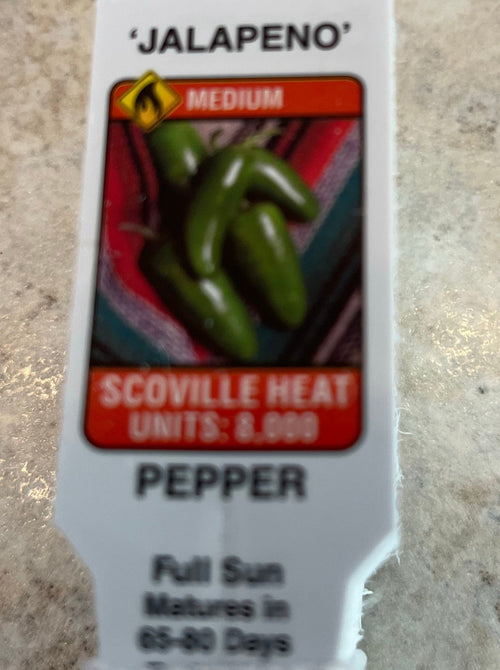 ‘JALAPENO’
MEDIUM
SCOVILLE HEAT
UNITS: 8,000
PEPPER
Full Sun
Matures in
65-80 Days